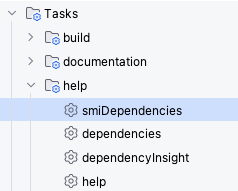 Tasks
build
documentation
help
smiDependencies
dependencies
dependencyInsight
help